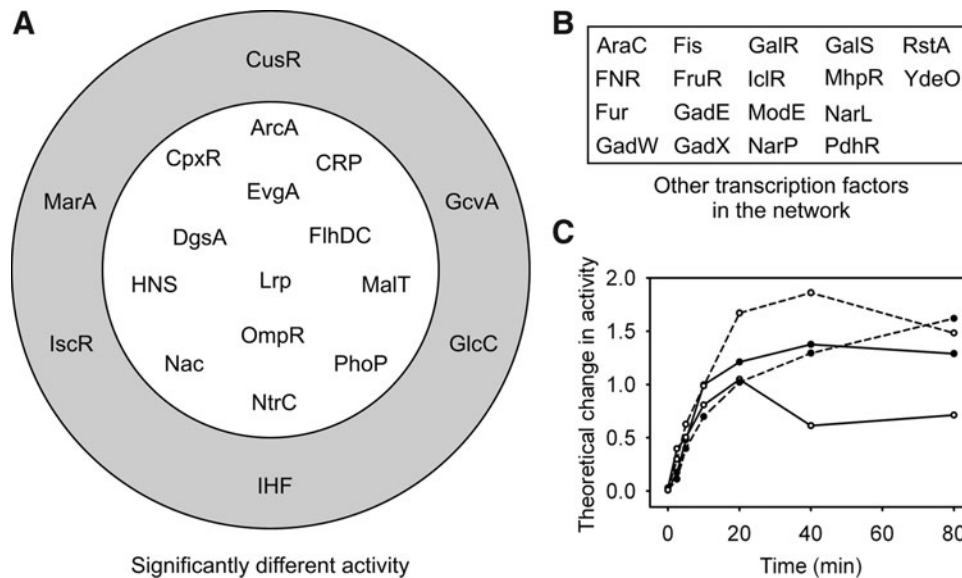 A
CusR
ArcA
CpxR CRP
EvgA
MarA GcvA
DgsA FlhDC
HNS Lrp MalT
OmpR
IscR GlcC
Nac PhoP
NtrC
IHF
Significantly different activity
B
AraC Fis GalR GalS RstA
FNR FruR IclR MhpR YdeO
Fur GadE ModE NarL
GadW GadX NarP PdhR
Other transcription factors
in the network
C
Theoretical change in activity
2.0
1.5
1.0
0.5
0.0
0 20 40 60 80
Time (min)